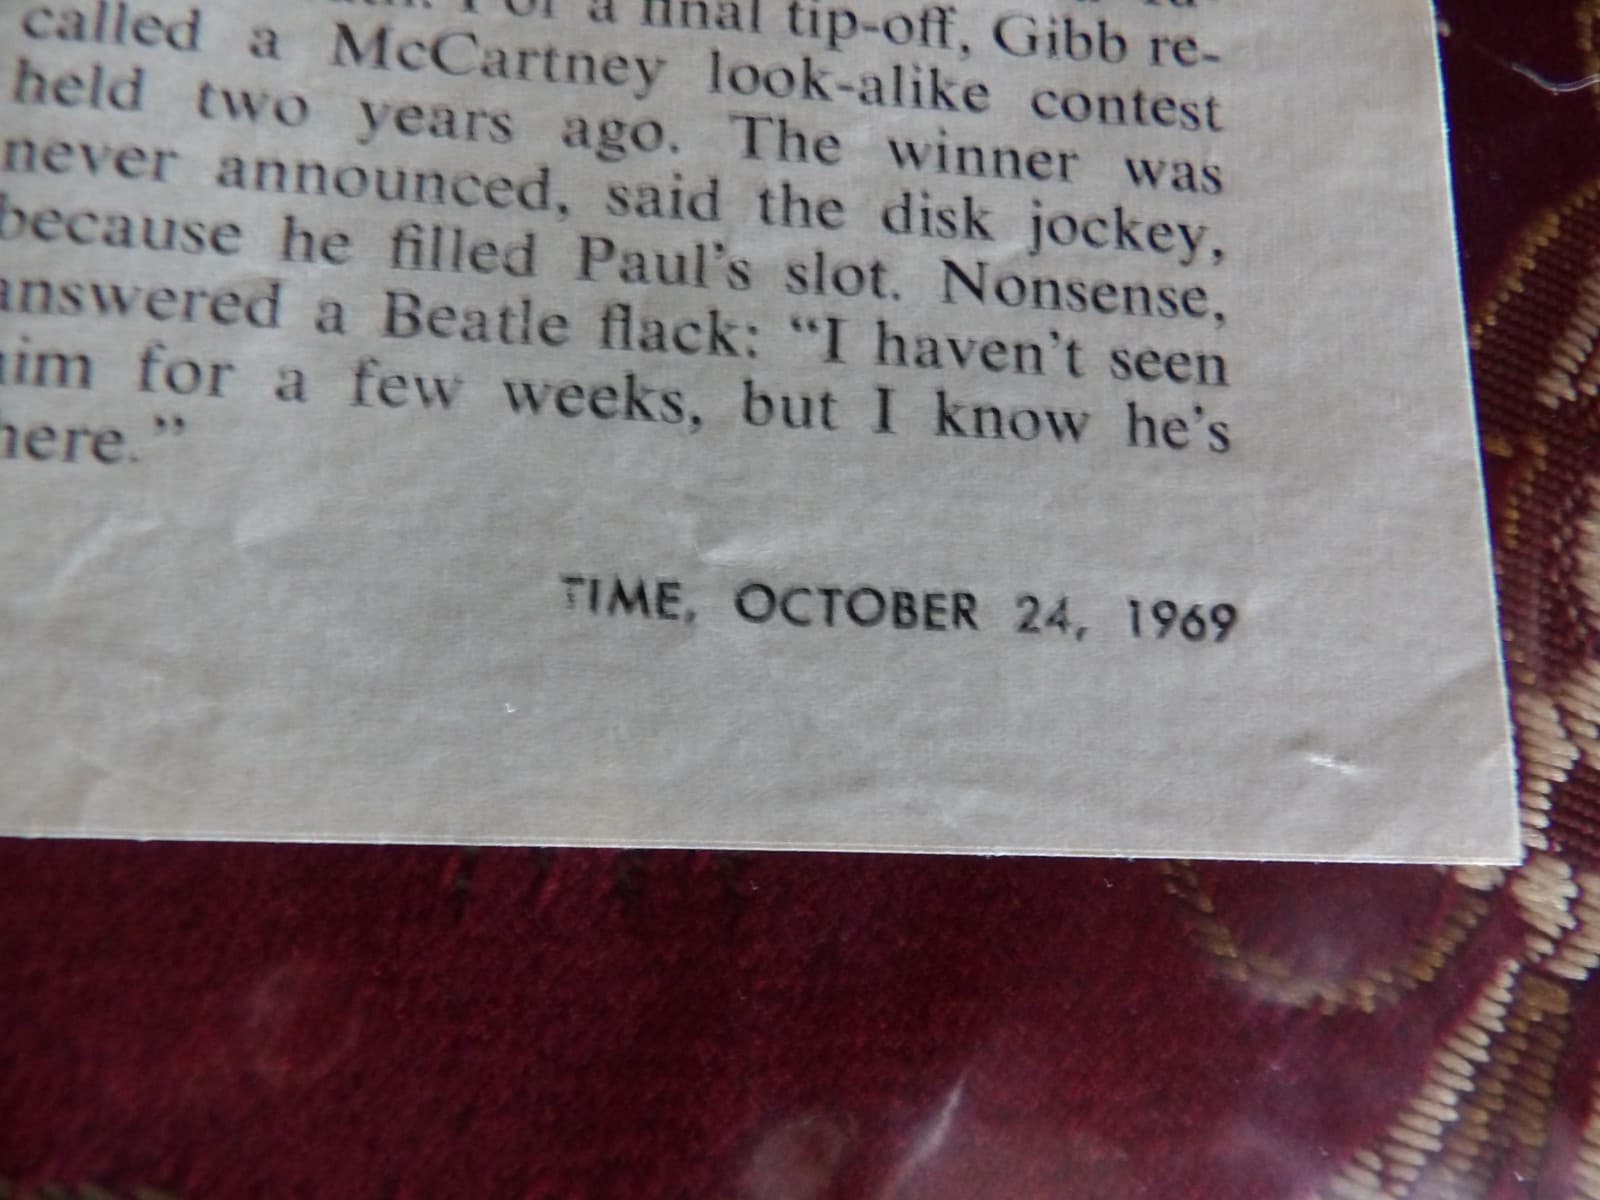 a final tip-off, Gibb re-
called a McCartney look-alike contest
held two years ago. The winner was
never announced, said the disk jockey,
because he filled Paul's slot. Nonsense,
answered a Beatle flack: “I haven't seen
him for a few weeks, but I know he's
here.”
TIME, OCTOBER 24, 1969